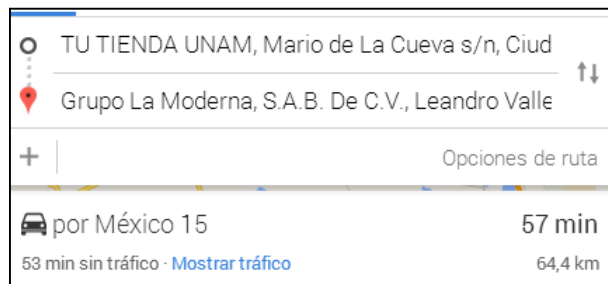 TU TIENDA UNAM, Mario de La Cueva s/n, Ciud
Grupo La Moderna, S.A.B. De C.V., Leandro Valle
Opciones de ruta
por México 15 57 min
53 min sin tráfico · Mostrar tráfico 64,4 km